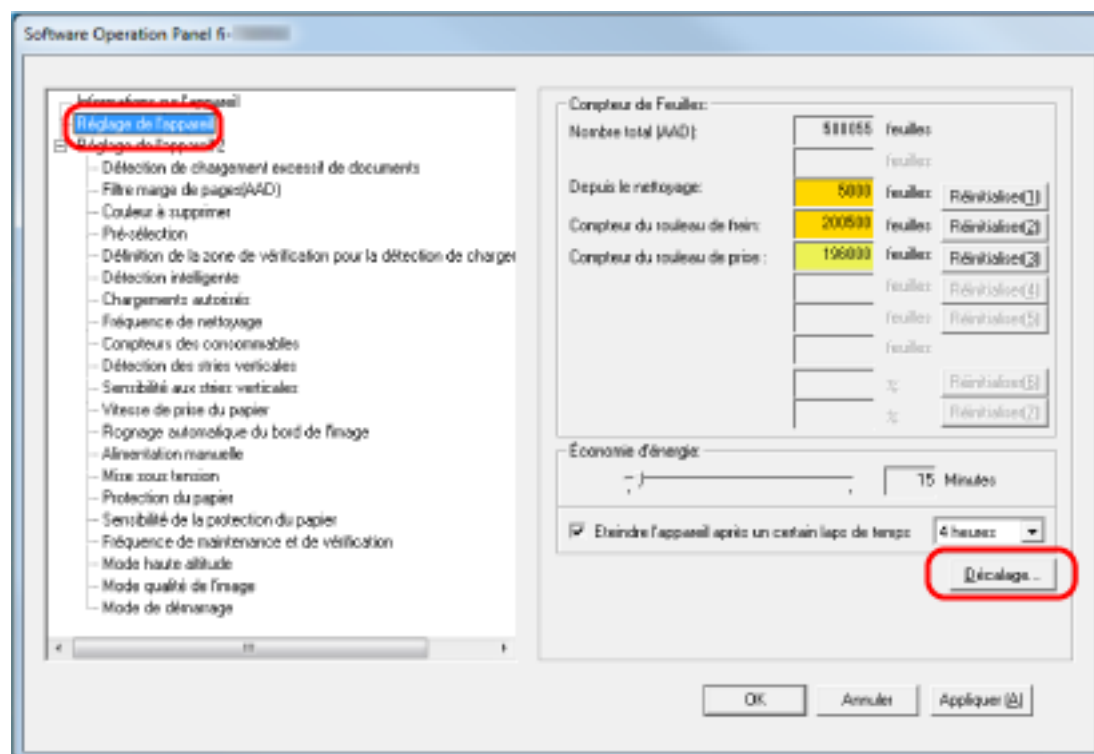 Software Operation Panel fi-
Informations sur l'appareil
Réglage de l'appareil
Réglage de l'appareil 2
Détection de chargement excessif de documents
Filtre marge de pages(AAD)
Couleur à supprimer
Pré-sélection
Définition de la zone de vérification pour la détection de charger
Détection intelligente
Chargements autorisés
Fréquence de nettoyage
Compteurs des consommables
Détection des stries verticales
Sensibilité aux stries verticales
Vitesse de prise du papier
Rognage automatique du bord de l'image
Alimentation manuelle
Mise sous tension
Protection du papier
Sensibilité de la protection du papier
Fréquence de maintenance et de vérification
Mode haute altitude
Mode qualité de l'image
Mode de démarrage
Compteur de Feuilles:
Nombre total (AAD): feuilles
feuilles
Depuis le nettoyage: 5000 feuilles Réinitialiser(1)
Compteur du rouleau de frein: 200500 feuilles Réinitialiser(2)
Compteur du rouleau de prise : 196000 feuilles Réinitialiser(3)
feuilles Réinitialiser(4)
feuilles Réinitialiser(5)
feuilles
% Réinitialiser(6)
% Réinitialiser(7)
Économie d'énergie:
15 Minutes
Eteindre l'appareil après un certain laps de temps 4 heures
Décalage...
OK Annuler Appliquer (A)